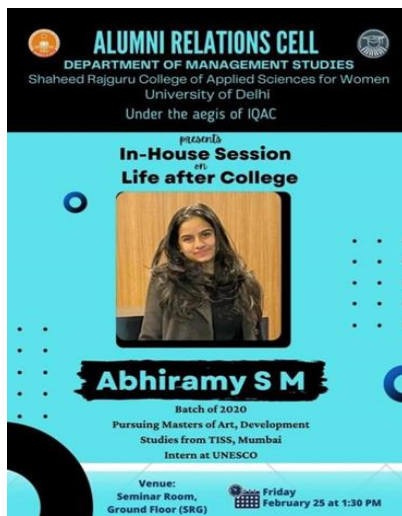 ALUMNI RELATIONS CELL
DEPARTMENT OF MANAGEMENT STUDIES
Shaheed Rajguru College of Applied Sciences for Women
University of Delhi
Under the aegis of IQAC
presents
In-House Session
on
Life after College
Abhiramy S M
Batch of 2020
Pursuing Masters of Art, Development
Studies from TISS, Mumbai
Intern at UNESCO
Venue:
Seminar Room,
Ground Floor (SRG)
Friday
February 25 at 1:30 PM